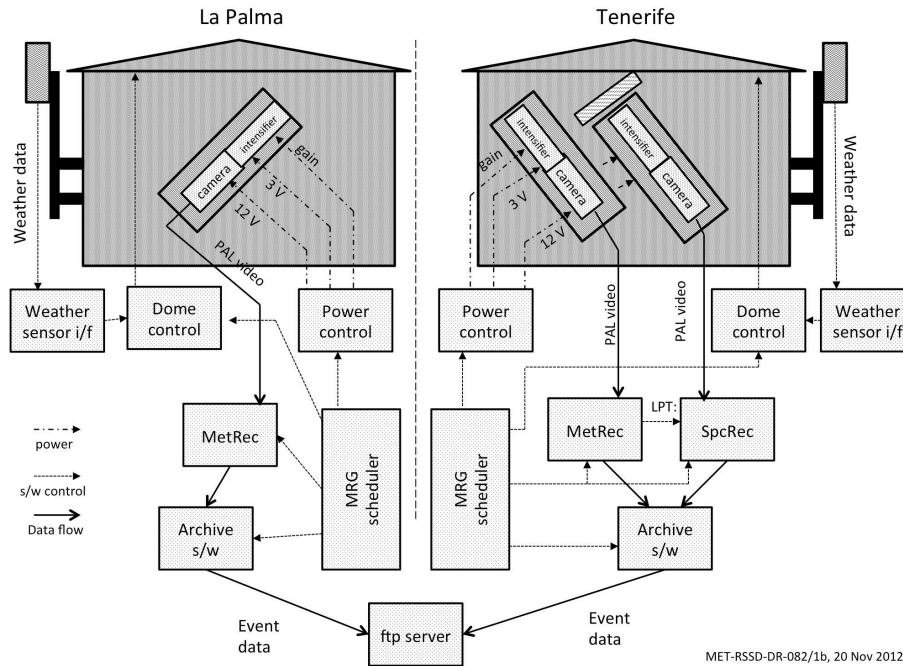 La Palma
Tenerife
Weather data
intensifier
camera
gain
3 V
12 V
PAL video
Weather
sensor i/f
Dome
control
Power
control
MetRec
MRG
scheduler
Archive
s/w
power
s/w control
Data flow
intensifier
camera
intensifier
camera
gain
3 V
12 V
Weather data
PAL video
PAL video
Power
control
Dome
control
Weather
sensor i/f
MetRec
LPT:
SpcRec
MRG
scheduler
Archive
s/w
Event
data
ftp server
Event
data
MET-RSSD-DR-082/1b, 20 Nov 2012